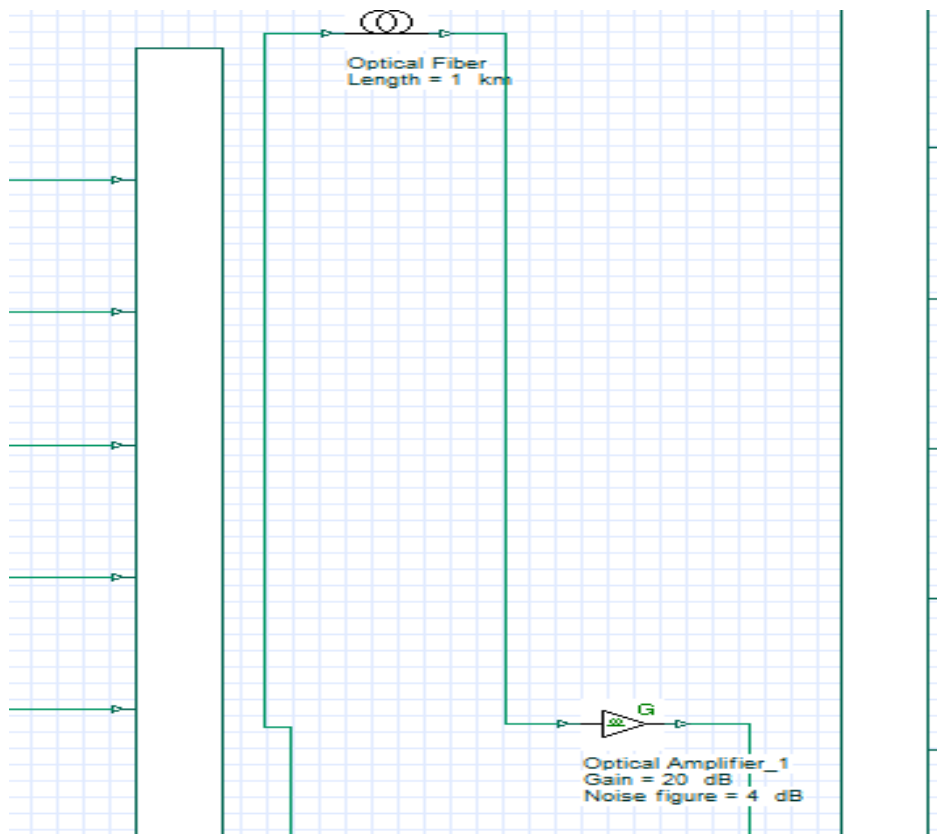 Optical Fiber
Length = 1 km
G
Optical Amplifier_1
Gain = 20 dB
Noise figure = 4 dB